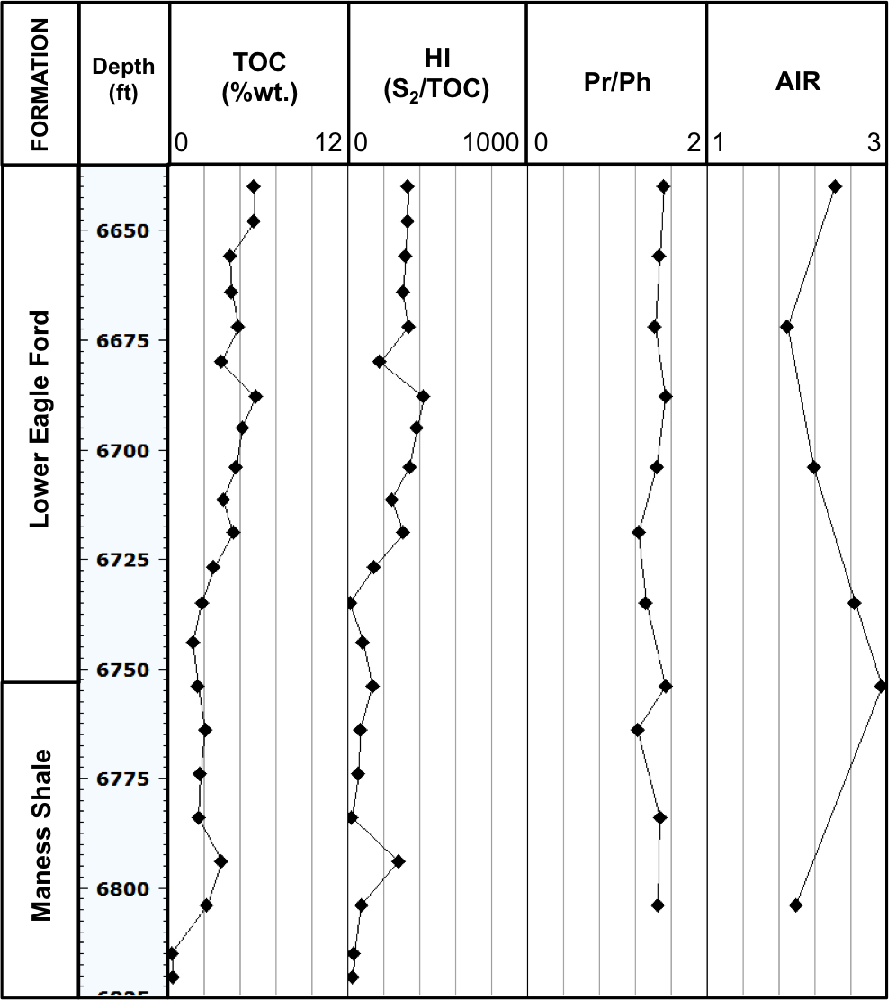 FORMATION
Depth
(ft)
TOC
(%wt.)
0 12
HI
(S₂/TOC)
0 1000
Pr/Ph
0 2
AIR
1 3
Lower Eagle Ford
Maness Shale
6650
6675
6700
6725
6750
6775
6800
6825